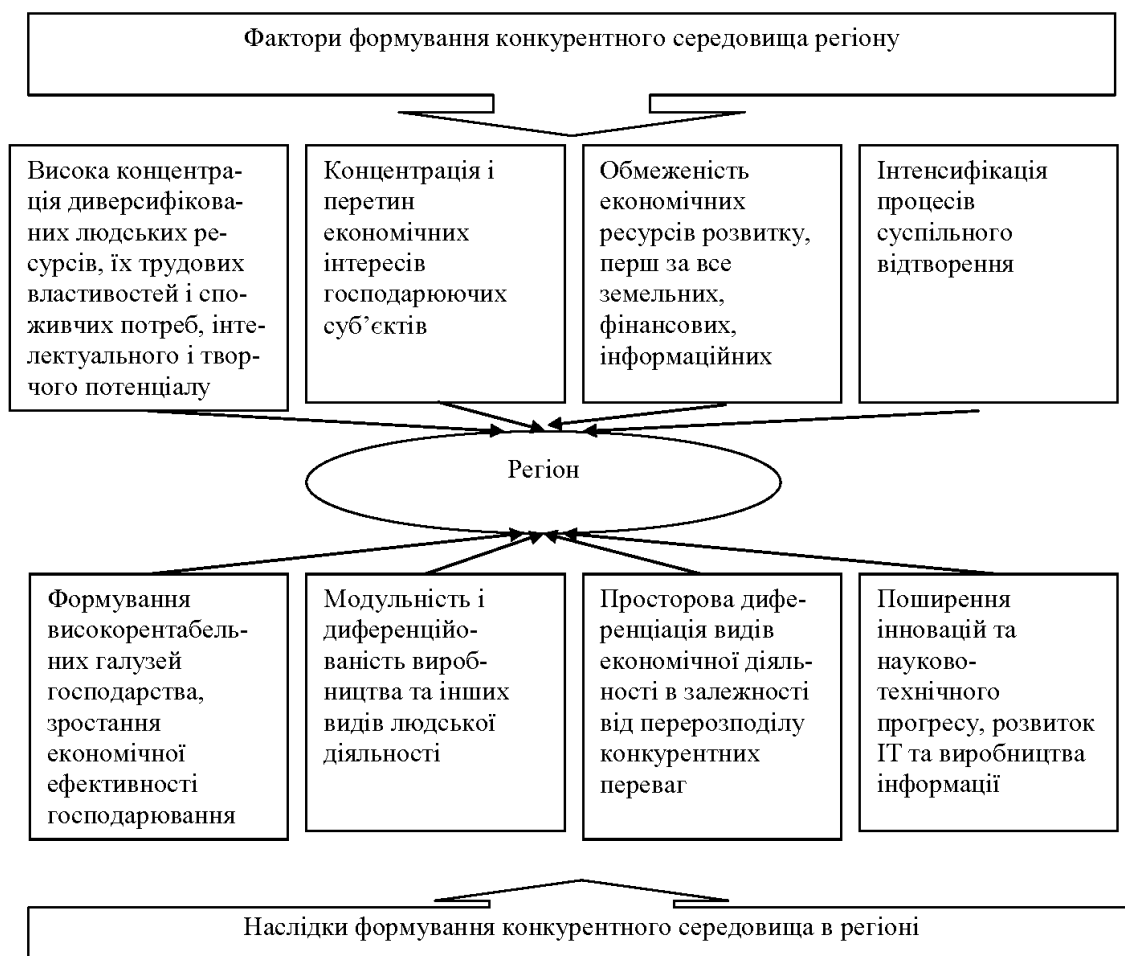 Фактори формування конкурентного середовища регіону
Висока концентра-
ція диверсифікова-
них людських ре-
сурсів, їх трудових
властивостей і спо-
живчих потреб, інте-
лектуального і твор-
чого потенціалу
Концентрація і
перетин
економічних
інтересів
господарюючих
суб’єктів
Обмеженість
економічних
ресурсів розвитку,
перш за все
земельних,
фінансових,
інформаційних
Інтенсифікація
процесів
суспільного
відтворення
Регіон
Формування
високорентабель-
них галузей
господарства,
зростання
економічної
ефективності
господарювання
Модульність і
диференційо-
ваність вироб-
ництва та інших
видів людської
діяльності
Просторова дифе-
ренціація видів
економічної діяль-
ності в залежності
від перерозподілу
конкурентних
переваг
Поширення
інновацій та
науково-
технічного
прогресу, розвиток
ІТ та виробництва
інформації
Наслідки формування конкурентного середовища в регіоні